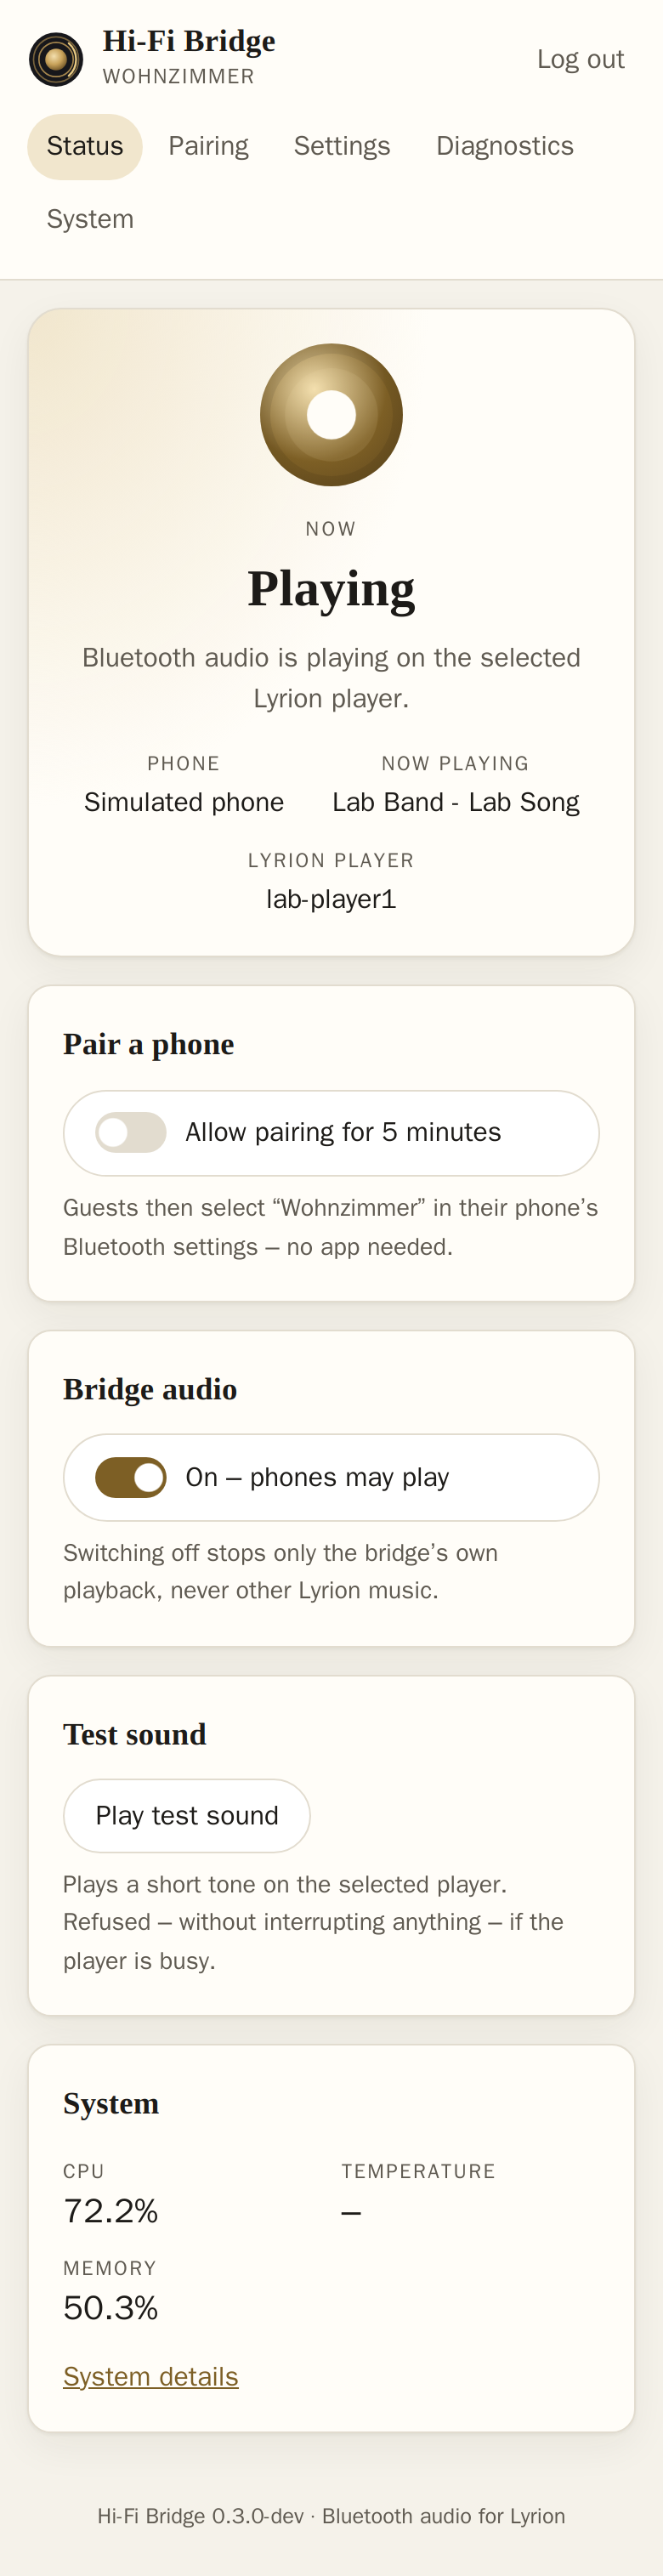 Hi-Fi Bridge
WOHNZIMMER
Log out
Status
Pairing
Settings
Diagnostics
System
NOW
Playing
Bluetooth audio is playing on the selected
Lyrion player.
PHONE
Simulated phone
NOW PLAYING
Lab Band - Lab Song
LYRION PLAYER
lab-player1
Pair a phone
Allow pairing for 5 minutes
Guests then select “Wohnzimmer” in their phone’s
Bluetooth settings – no app needed.
Bridge audio
On – phones may play
Switching off stops only the bridge’s own
playback, never other Lyrion music.
Test sound
Play test sound
Plays a short tone on the selected player.
Refused – without interrupting anything – if the
player is busy.
System
CPU
72.2%
TEMPERATURE
–
MEMORY
50.3%
System details
Hi-Fi Bridge 0.3.0-dev · Bluetooth audio for Lyrion